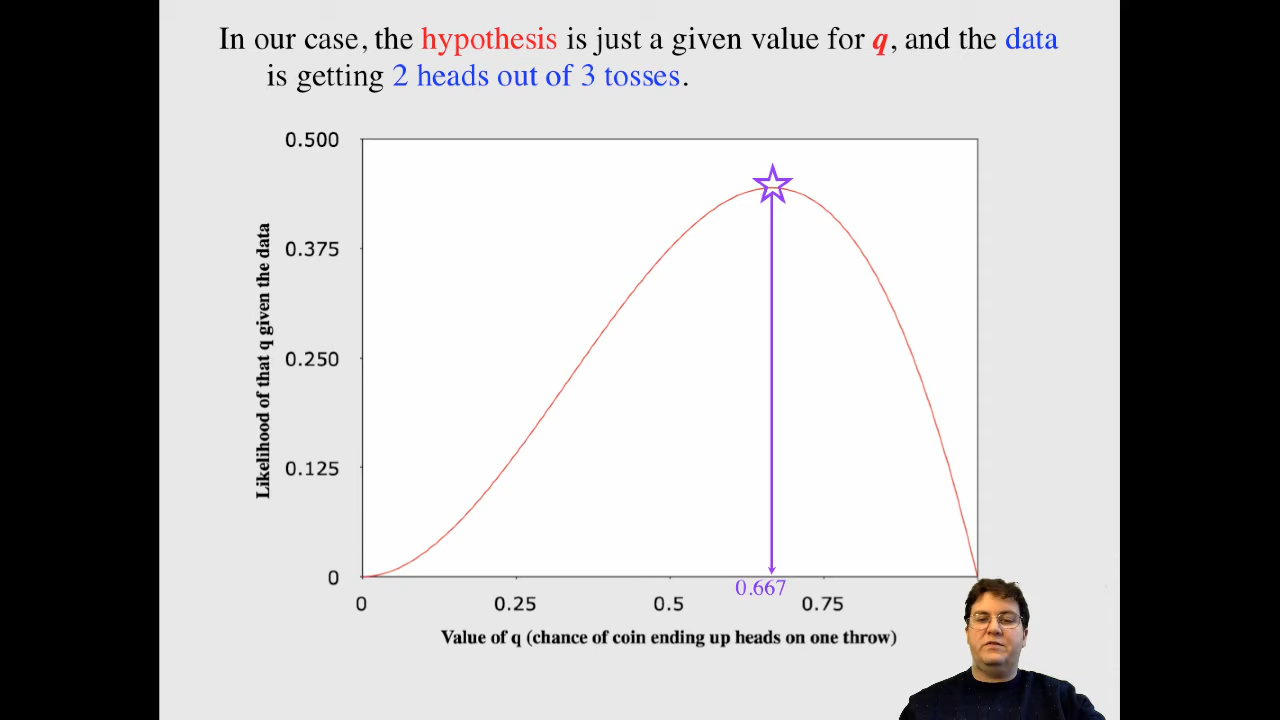 In our case, the hypothesis is just a given value for q, and the data
is getting 2 heads out of 3 tosses.
0.500
0.375
0.250
0.125
0
Likelihood of that q given the data
0.667
0
0.25
0.5
0.75
Value of q (chance of coin ending up heads on one throw)